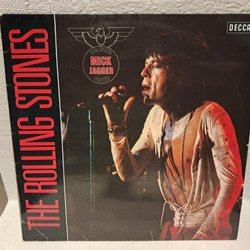 THE ROLLING STONES
MICK
JAGGER
DECCA